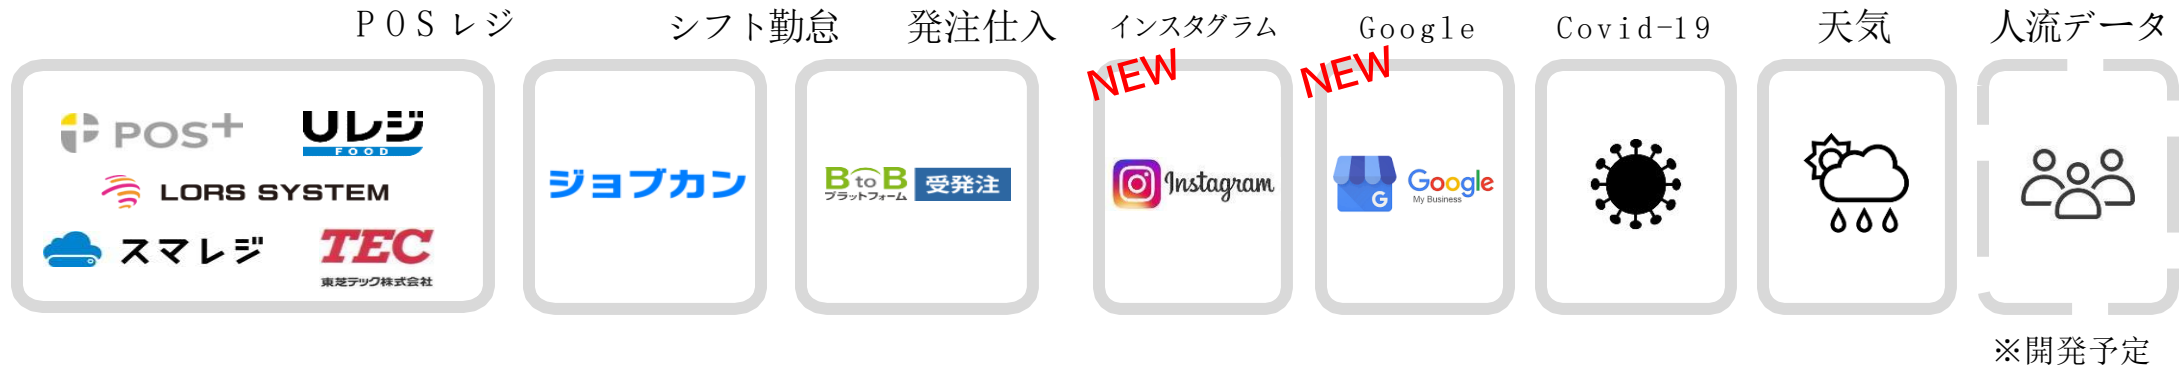 POSレジ
シフト勤怠
発注仕入
インスタグラム
Google
Covid-19
天気
人流データ
NEW
NEW
POS+
Uレジ
FOOD
LORS SYSTEM
スマレジ
TEC
東芝テック株式会社
ジョブカン
BtoB
プラットフォーム
受発注
Instagram
G
Google
My Business
※開発予定